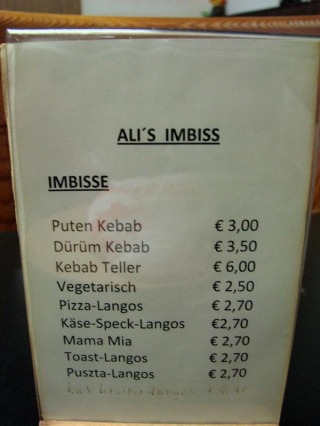 ALI´S IMBISS
IMBISSE
Puten Kebab € 3,00
Dürüm Kebab € 3,50
Kebab Teller € 6,00
Vegetarisch € 2,50
Pizza-Langos € 2,70
Käse-Speck-Langos €2,70
Mama Mia € 2,70
Toast-Langos € 2,70
Puszta-Langos € 2,70